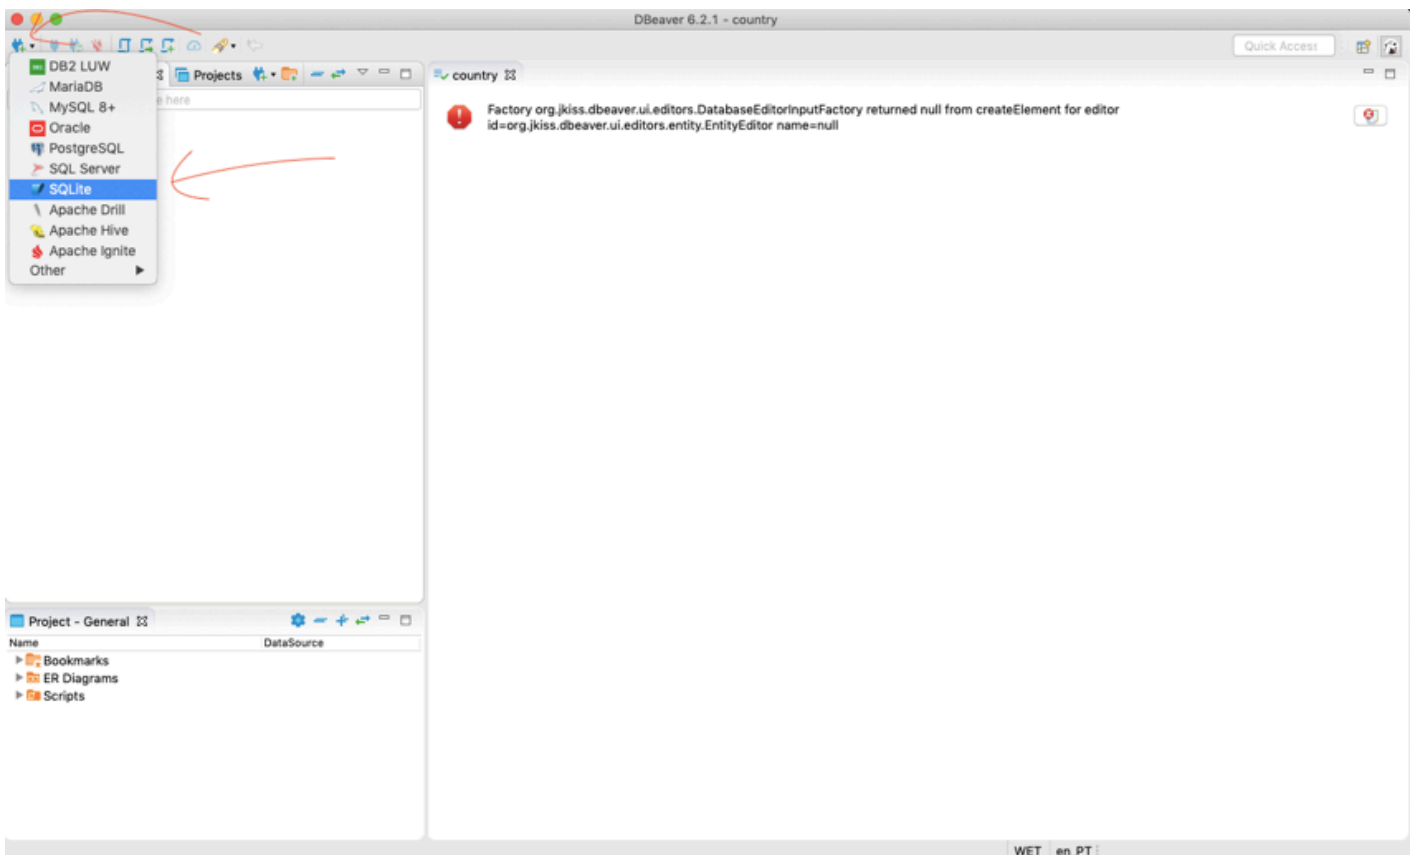 DBeaver 6.2.1 - country
Quick Access
DB2 LUW
MariaDB
MySQL 8+
Oracle
PostgreSQL
SQL Server
SQLite
Apache Drill
Apache Hive
Apache Ignite
Other
Projects
e here
country
Factory org.jkiss.dbeaver.ui.editors.DatabaseEditorInputFactory returned null from createElement for editor
id=org.jkiss.dbeaver.ui.editors.entity.EntityEditor name=null
Project - General
Name DataSource
Bookmarks
ER Diagrams
Scripts
WET en_PT